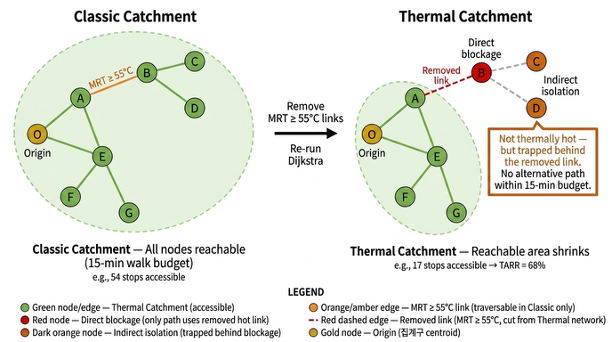 Classic Catchment
MRT ≥ 55°C
A
B
C
D
O
Origin
E
F
G
Remove
MRT ≥ 55°C links
Re-run
Dijkstra
Thermal Catchment
Direct
blockage
Removed
link
A
B
C
Indirect
isolation
D
O
Origin
E
F
G
Not thermally hot —
but trapped behind
the removed link.
No alternative path
within 15-min budget.
Classic Catchment — All nodes reachable
(15-min walk budget)
e.g., 54 stops accessible
Thermal Catchment — Reachable area shrinks
e.g., 17 stops accessible → TARR = 68%
LEGEND
Green node/edge — Thermal Catchment (accessible)
Red node — Direct blockage (only path uses removed hot link)
Dark orange node — Indirect isolation (trapped behind blockage)
Orange/amber edge — MRT ≥ 55°C link (traversable in Classic only)
Red dashed edge — Removed link (MRT ≥ 55°C, cut from Thermal network)
Gold node — Origin (집계구 centroid)